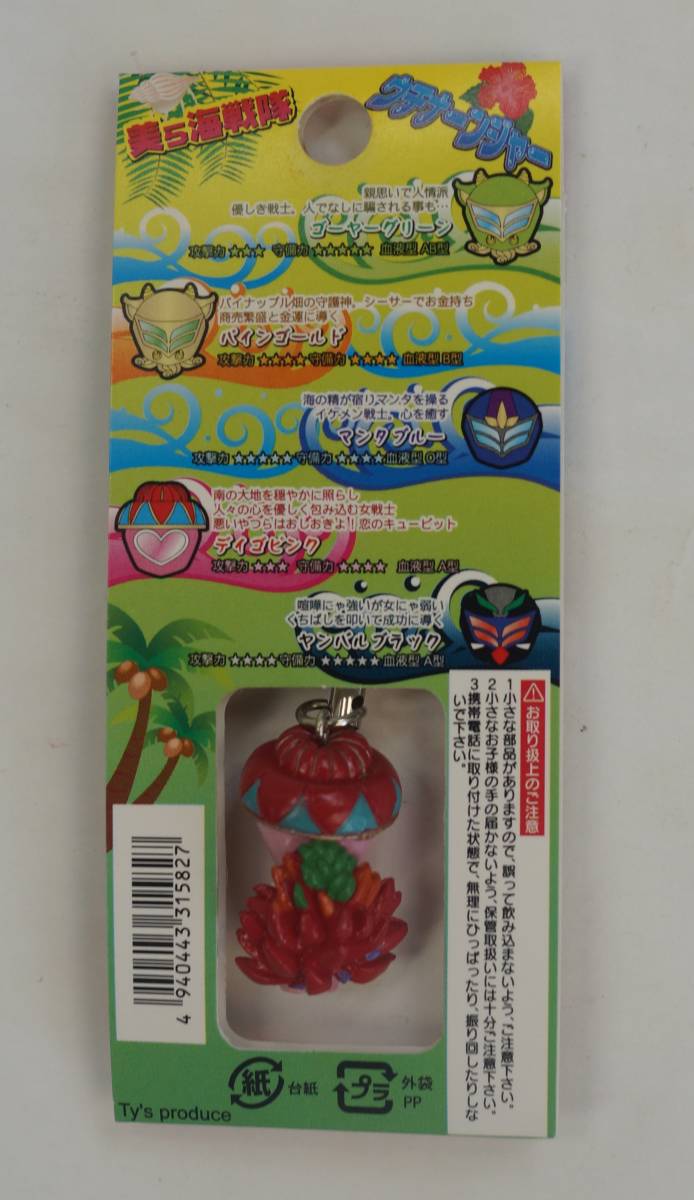 美ら海戦隊
ウチナーンジャー
親思いで人情派
優しき戦士。人でなしに騙される事も…
ゴーヤーグリーン
攻撃力 ★★★ 守備力 ★★★★★ 血液型 AB型
パイナップル畑の守護神。シーサーでお金持ち
商売繁盛と金運に導く
パインゴールド
攻撃力 ★★★★ 守備力 ★★★★ 血液型 B型
海の精が宿りマンタを操る
イケメン戦士。心を癒す
マンタブルー
攻撃力 ★★★★★ 守備力 ★★★★ 血液型 O型
南の大地を穏やかに照らし
人々の心を優しく包み込む女戦士
悪いやつらはおしおきよ!!恋のキューピット
デイゴピンク
攻撃力 ★★★ 守備力 ★★★★ 血液型 A型
喧嘩にゃ強いが女にゃ弱い
くちばしを叩いて成功に導く
ヤンバルブラック
攻撃力 ★★★★ 守備力 ★★★★★ 血液型 A型
お取り扱上のご注意
1小さな部品がありますので、誤って飲み込まないよう、ご注意下さい。
2小さなお子様の手の届かないよう、保管取扱いには十分ご注意下さい。
3携帯電話に取り付けた状態で、無理にひっぱったり、振り回したりしな
いで下さい。
4 940443 315827
紙 台紙
プラ 外袋
PP
Ty's produce